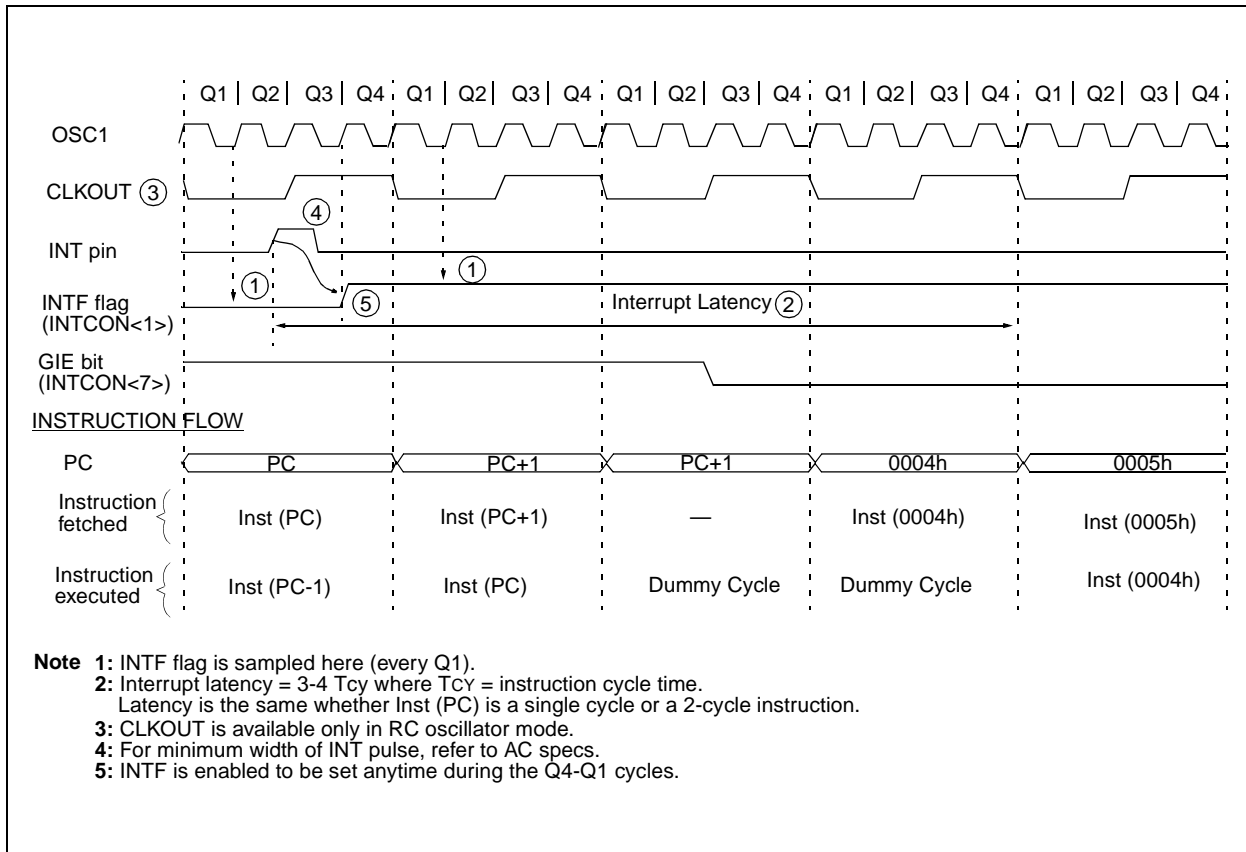 Q1 | Q2 | Q3 | Q4 Q1 | Q2 | Q3 | Q4 Q1 | Q2 | Q3 | Q4 Q1 | Q2 | Q3 | Q4 Q1 | Q2 | Q3 | Q4
OSC1
CLKOUT 3
4
INT pin
1 1
INTF flag
(INTCON<1>)
5
Interrupt Latency 2
GIE bit
(INTCON<7>)
INSTRUCTION FLOW
PC PC PC+1 PC+1 0004h 0005h
Instruction
fetched
Inst (PC) Inst (PC+1) — Inst (0004h) Inst (0005h)
Instruction
executed
Inst (PC-1) Inst (PC) Dummy Cycle Dummy Cycle Inst (0004h)
Note 1: INTF flag is sampled here (every Q1).
2: Interrupt latency = 3-4 Tcy where TCY = instruction cycle time.
Latency is the same whether Inst (PC) is a single cycle or a 2-cycle instruction.
3: CLKOUT is available only in RC oscillator mode.
4: For minimum width of INT pulse, refer to AC specs.
5: INTF is enabled to be set anytime during the Q4-Q1 cycles.